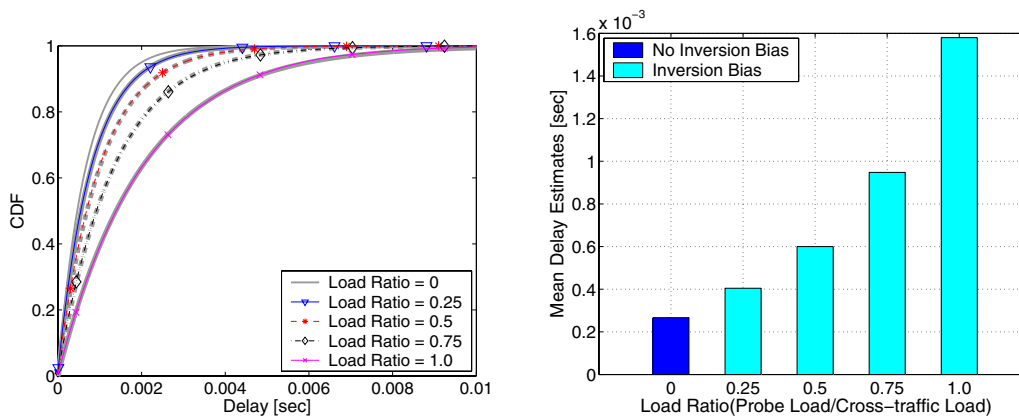 1
0.8
0.6
0.4
0.2
0
CDF
0
0.002
0.004
0.006
0.008
0.01
Delay [sec]
Load Ratio = 0
Load Ratio = 0.25
Load Ratio = 0.5
Load Ratio = 0.75
Load Ratio = 1.0
x 10⁻³
1.6
1.4
1.2
1
0.8
0.6
0.4
0.2
0
Mean Delay Estimates [sec]
No Inversion Bias
Inversion Bias
0
0.25
0.5
0.75
1.0
Load Ratio(Probe Load/Cross−traffic Load)